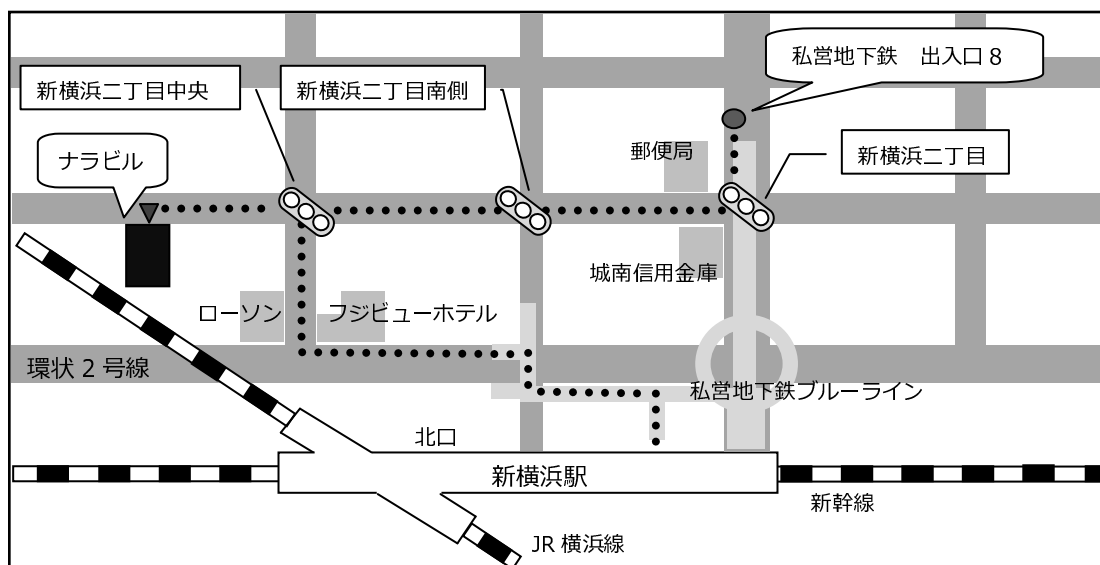 私営地下鉄　出入口 8
新横浜二丁目中央
新横浜二丁目南側
新横浜二丁目
郵便局
ナラビル
城南信用金庫
ローソン
フジビューホテル
環状 2 号線
私営地下鉄ブルーライン
北口
新横浜駅
新幹線
JR 横浜線